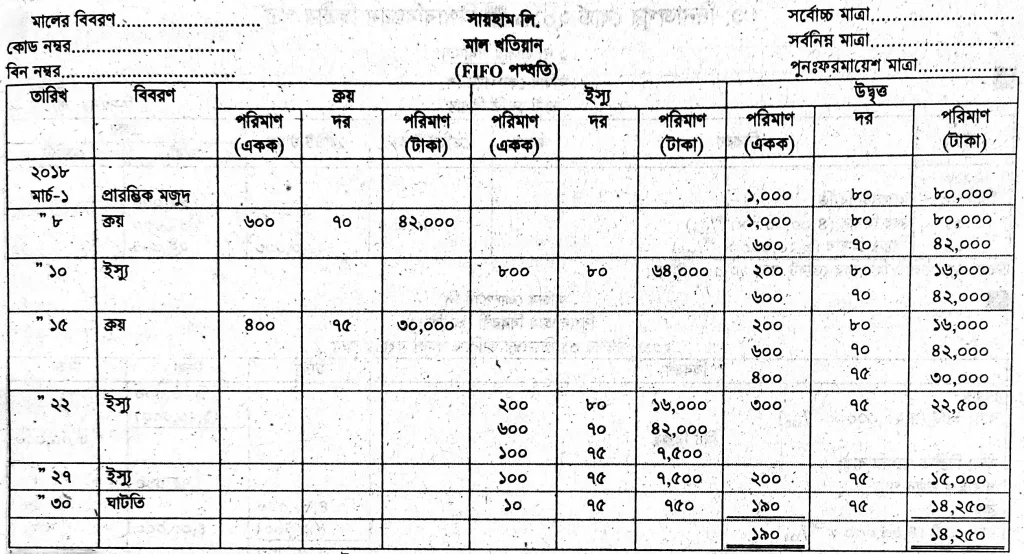 মালের বিবরণ.................... সায়হাম লি. সর্বোচ্চ মাত্রা....................
কোড নম্বর.................... মাল খতিয়ান সর্বনিম্ন মাত্রা....................
বিন নম্বর.................... (FIFO পদ্ধতি) পুনঃফরমায়েশ মাত্রা....................
তারিখ বিবরণ ক্রয় ইস্যু উদ্বৃত্ত
পরিমাণ দর পরিমাণ পরিমাণ দর পরিমাণ পরিমাণ দর পরিমাণ
(একক) (টাকা) (একক) (টাকা) (একক) (টাকা)
২০১৮
মার্চ-১ প্রারম্ভিক মজুদ ১,০০০ ৮০ ৮০,০০০
" ৮ ক্রয় ৬০০ ৭০ ৪২,০০০ ১,০০০ ৮০ ৮০,০০০
৬০০ ৭০ ৪২,০০০
" ১০ ইস্যু ৮০০ ৮০ ৬৪,০০০ ২০০ ৮০ ১৬,০০০
৬০০ ৭০ ৪২,০০০
" ১৫ ক্রয় ৪০০ ৭৫ ৩০,০০০ ২০০ ৮০ ১৬,০০০
৬০০ ৭০ ৪২,০০০
৪০০ ৭৫ ৩০,০০০
" ২২ ইস্যু ২০০ ৮০ ১৬,০০০ ৩০০ ৭৫ ২২,৫০০
৬০০ ৭০ ৪২,০০০
১০০ ৭৫ ৭,৫০০
" ২৭ ইস্যু ১০০ ৭৫ ৭,৫০০ ২০০ ৭৫ ১৫,০০০
" ৩০ ঘাটতি ১০ ৭৫ ৭৫০ ১৯০ ৭৫ ১৪,২৫০
১৯০ ১৪,২৫০